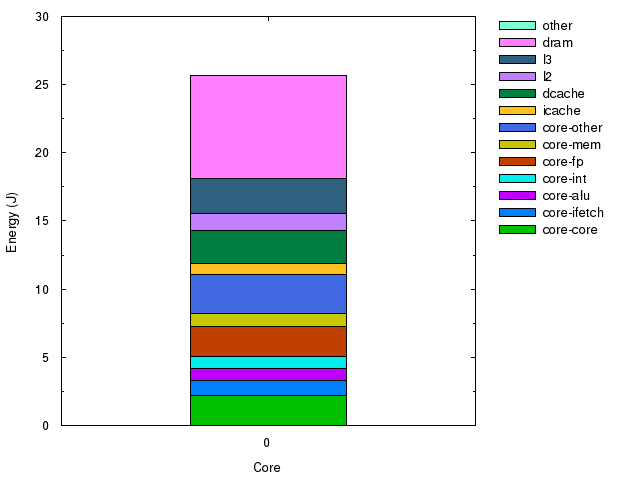 30
25
20
15
10
5
0
Energy (J)
0
Core
other
dram
l3
l2
dcache
icache
core-other
core-mem
core-fp
core-int
core-alu
core-ifetch
core-core